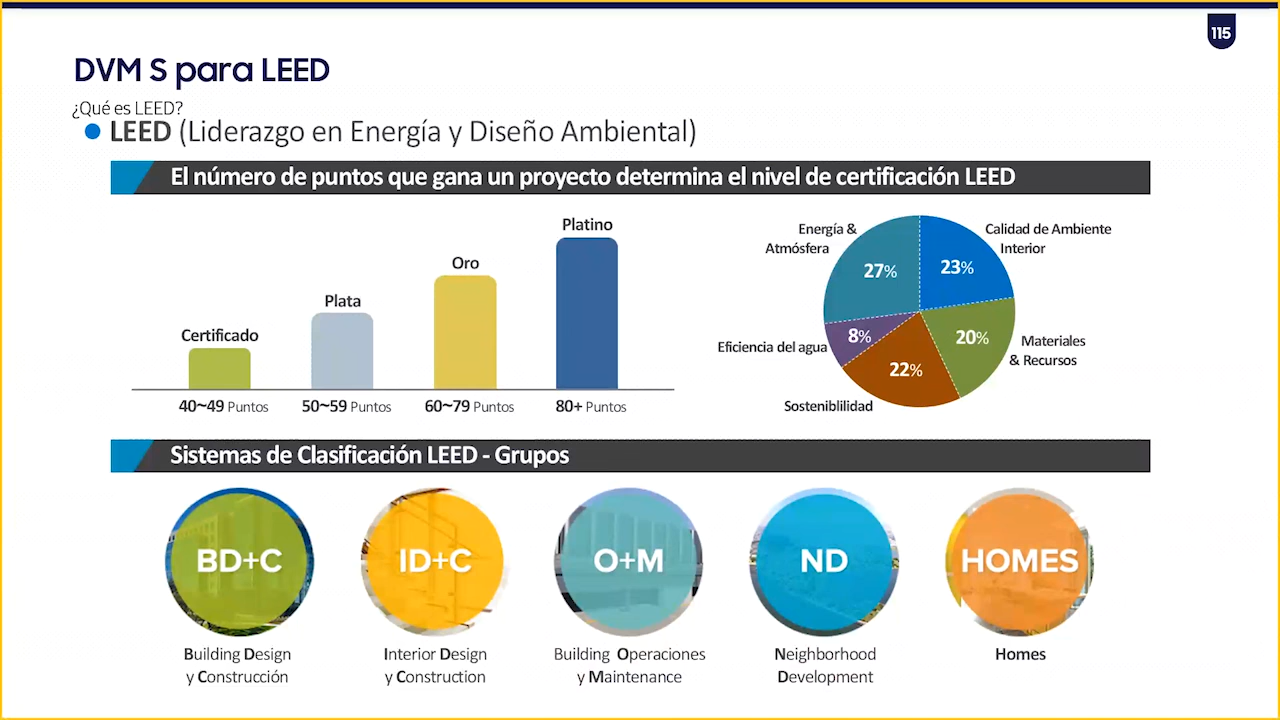 115
DVM S para LEED
¿Qué es LEED?
LEED (Liderazgo en Energía y Diseño Ambiental)
El número de puntos que gana un proyecto determina el nivel de certificación LEED
Certificado
Plata
Oro
Platino
40~49 Puntos
50~59 Puntos
60~79 Puntos
80+ Puntos
Energía &
Atmósfera
27%
Calidad de Ambiente
Interior
23%
Eficiencia del agua
8%
20%
Materiales
& Recursos
22%
Sosteniblilidad
Sistemas de Clasificación LEED - Grupos
BD+C
ID+C
O+M
ND
HOMES
Building Design
y Construcción
Interior Design
y Construction
Building Operaciones
y Maintenance
Neighborhood
Development
Homes